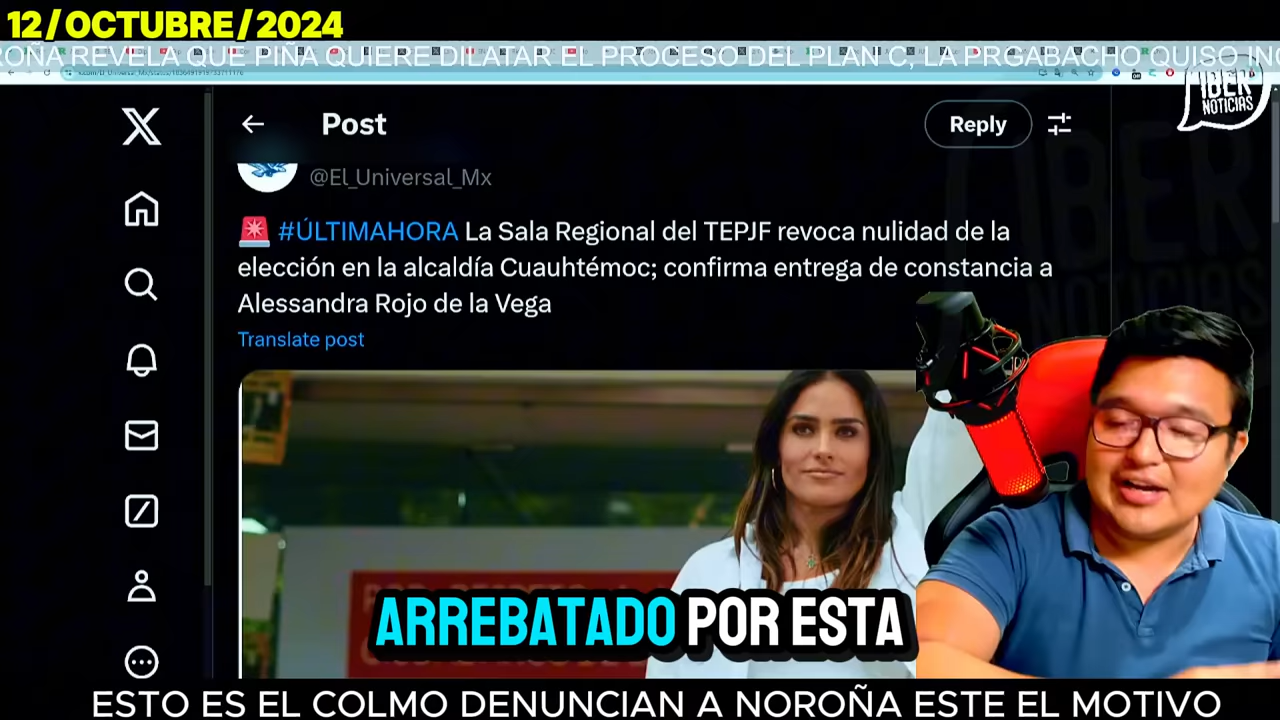 12/OCTUBRE/2024
ROÑA REVELA QUE PIÑA QUIERE DILATAR EL PROCESO DEL PLAN C, LA PRGABACHO QUISO
IBER
NOTICIAS
Post
Reply
@El_Universal_Mx
#ÚLTIMAHORA La Sala Regional del TEPJF revoca nulidad de la
elección en la alcaldía Cuauhtémoc; confirma entrega de constancia a
Alessandra Rojo de la Vega
Translate post
IBER
NOTICIAS
ARREBATADO POR ESTA
ESTO ES EL COLMO DENUNCIAN A NOROÑA ESTE EL MOTIVO